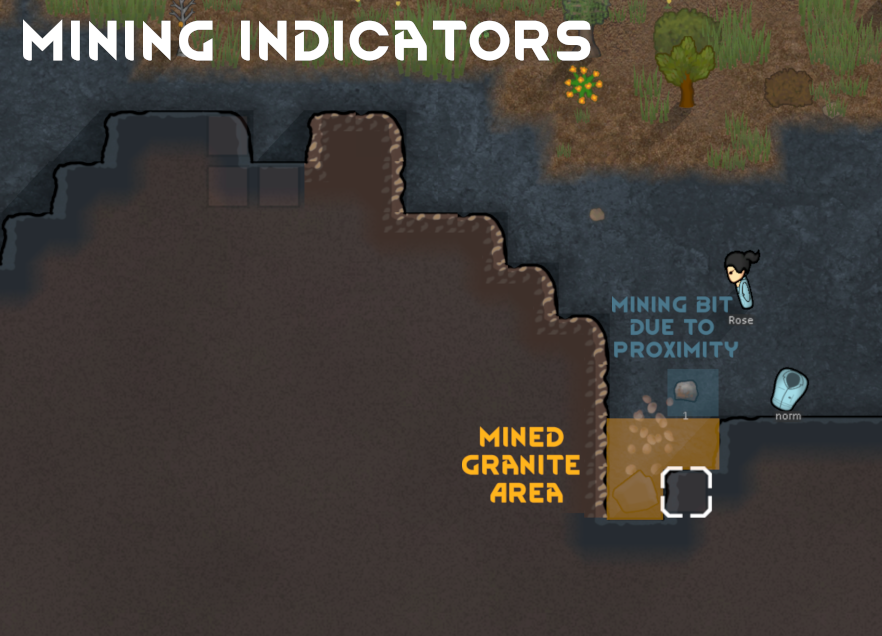 MINING INDICATORS
MINING BIT
DUE TO
PROXIMITY
Rose
1
norm
MINED
GRANITE
AREA